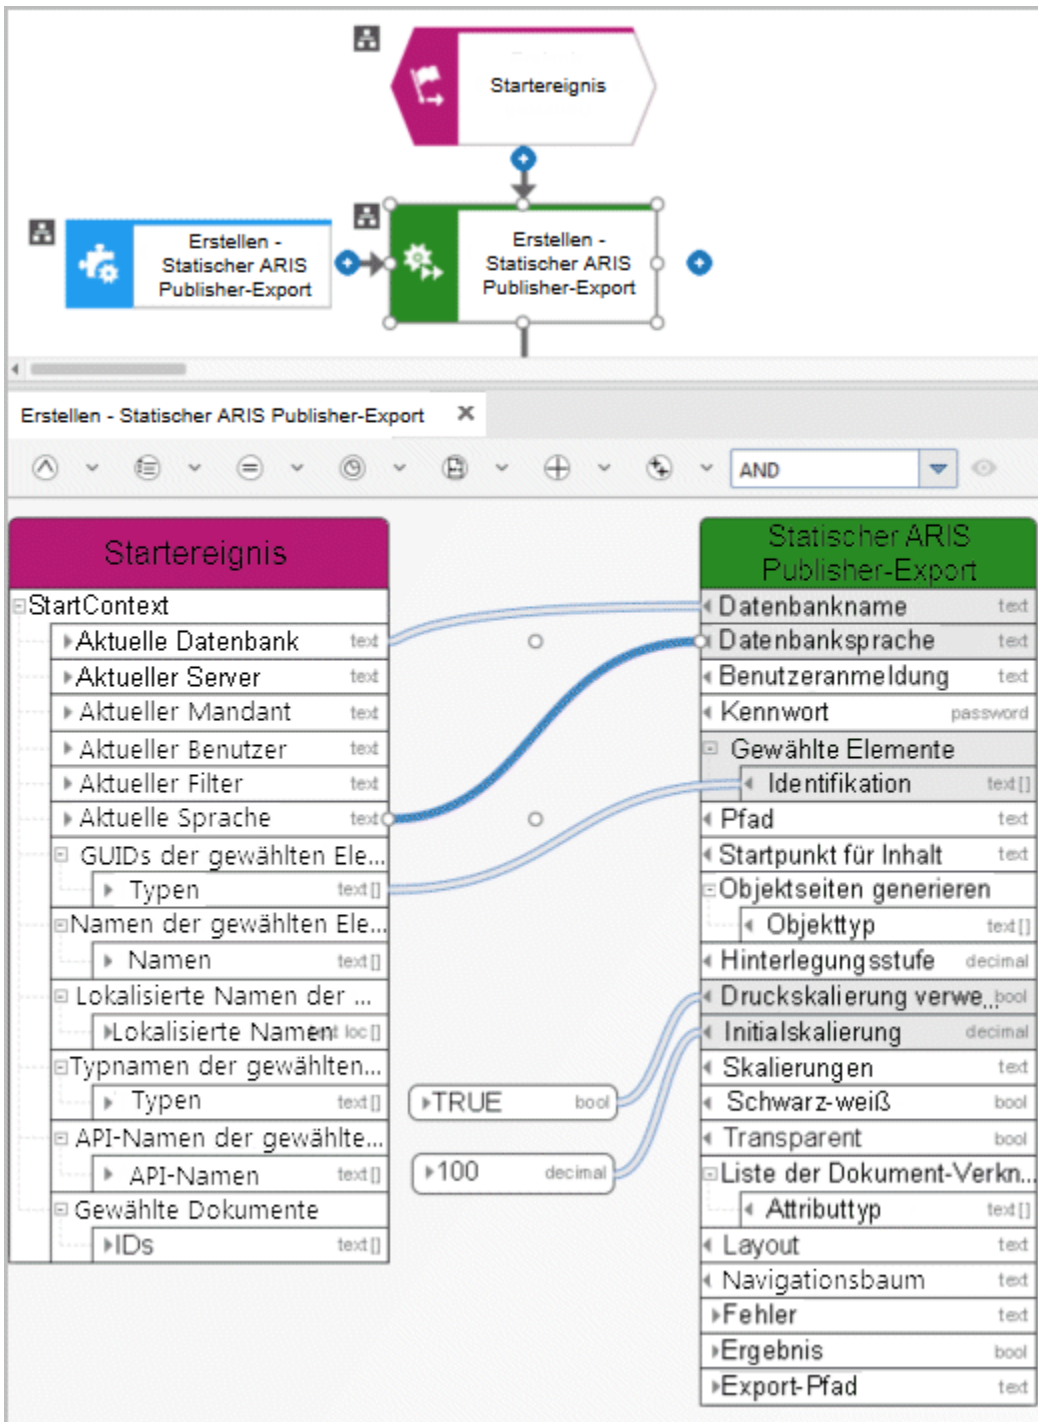 Startereignis
Erstellen -
Statischer ARIS
Publisher-Export
Erstellen -
Statischer ARIS
Publisher-Export
Erstellen - Statischer ARIS Publisher-Export
AND
Startereignis
StartContext
Aktuelle Datenbank text
Aktueller Server text
Aktueller Mandant text
Aktueller Benutzer text
Aktueller Filter text
Aktuelle Sprache text
GUIDs der gewählten Ele...
Typen text[]
Namen der gewählten Ele...
Namen text[]
Lokalisierte Namen der ...
Lokalisierte Namen loc[]
Typnamen der gewählten...
Typen text[]
API-Namen der gewählte...
API-Namen text[]
Gewählte Dokumente
IDs text[]
TRUE bool
100 decimal
Statischer ARIS
Publisher-Export
Datenbankname text
Datenbanksprache text
Benutzeranmeldung text
Kennwort password
Gewählte Elemente
Identifikation text[]
Pfad text
Startpunkt für Inhalt text
Objektseiten generieren
Objekttyp text[]
Hinterlegungsstufe decimal
Druckskalierung verwe... bool
Initialskalierung decimal
Skalierungen text
Schwarz-weiß bool
Transparent bool
Liste der Dokument-Verkn...
Attributtyp text[]
Layout text
Navigationsbaum text
Fehler text
Ergebnis bool
Export-Pfad text